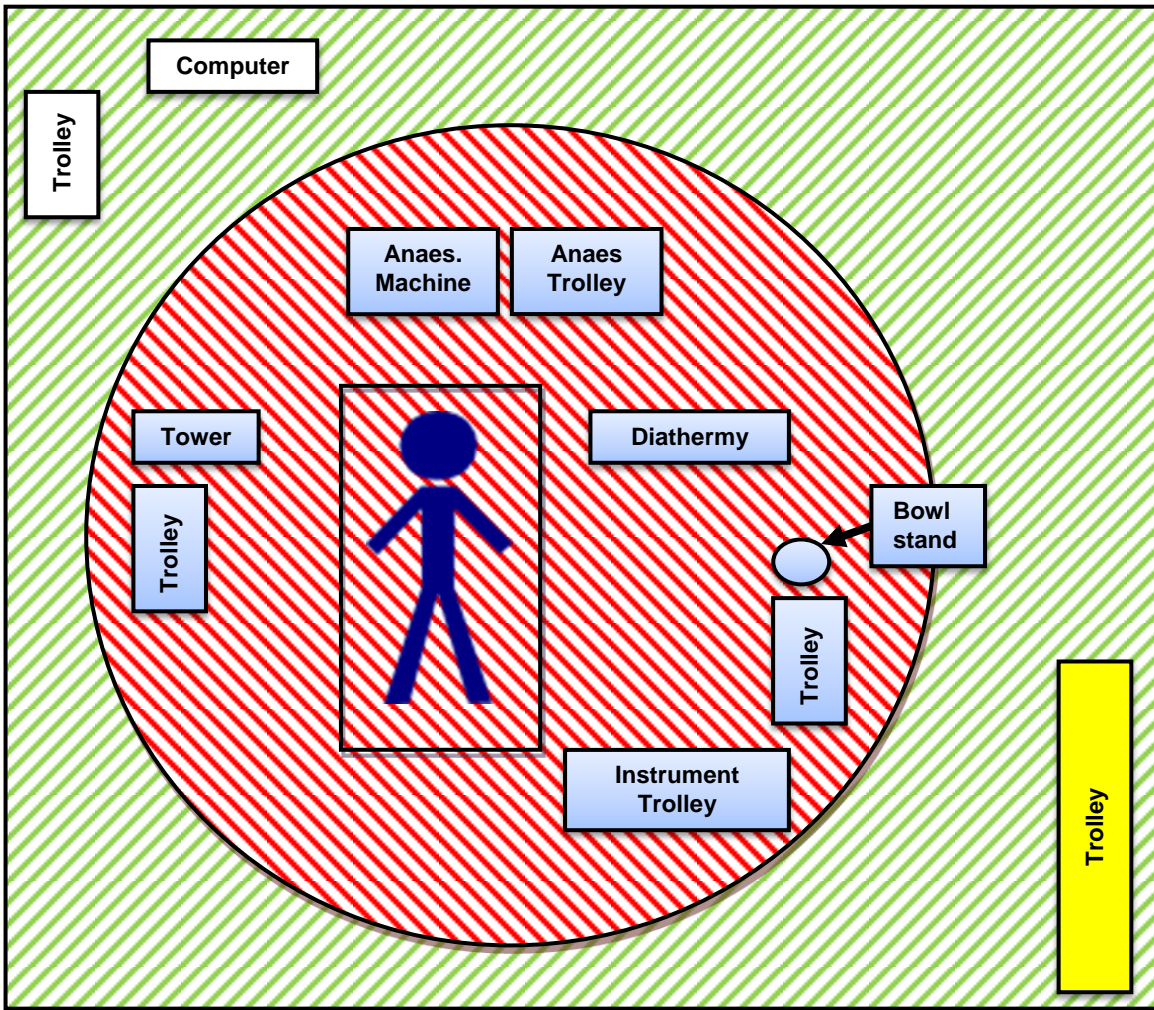 Computer
Trolley
Anaes.
Machine
Anaes
Trolley
Tower
Diathermy
Trolley
Bowl
stand
Trolley
Instrument
Trolley
Trolley